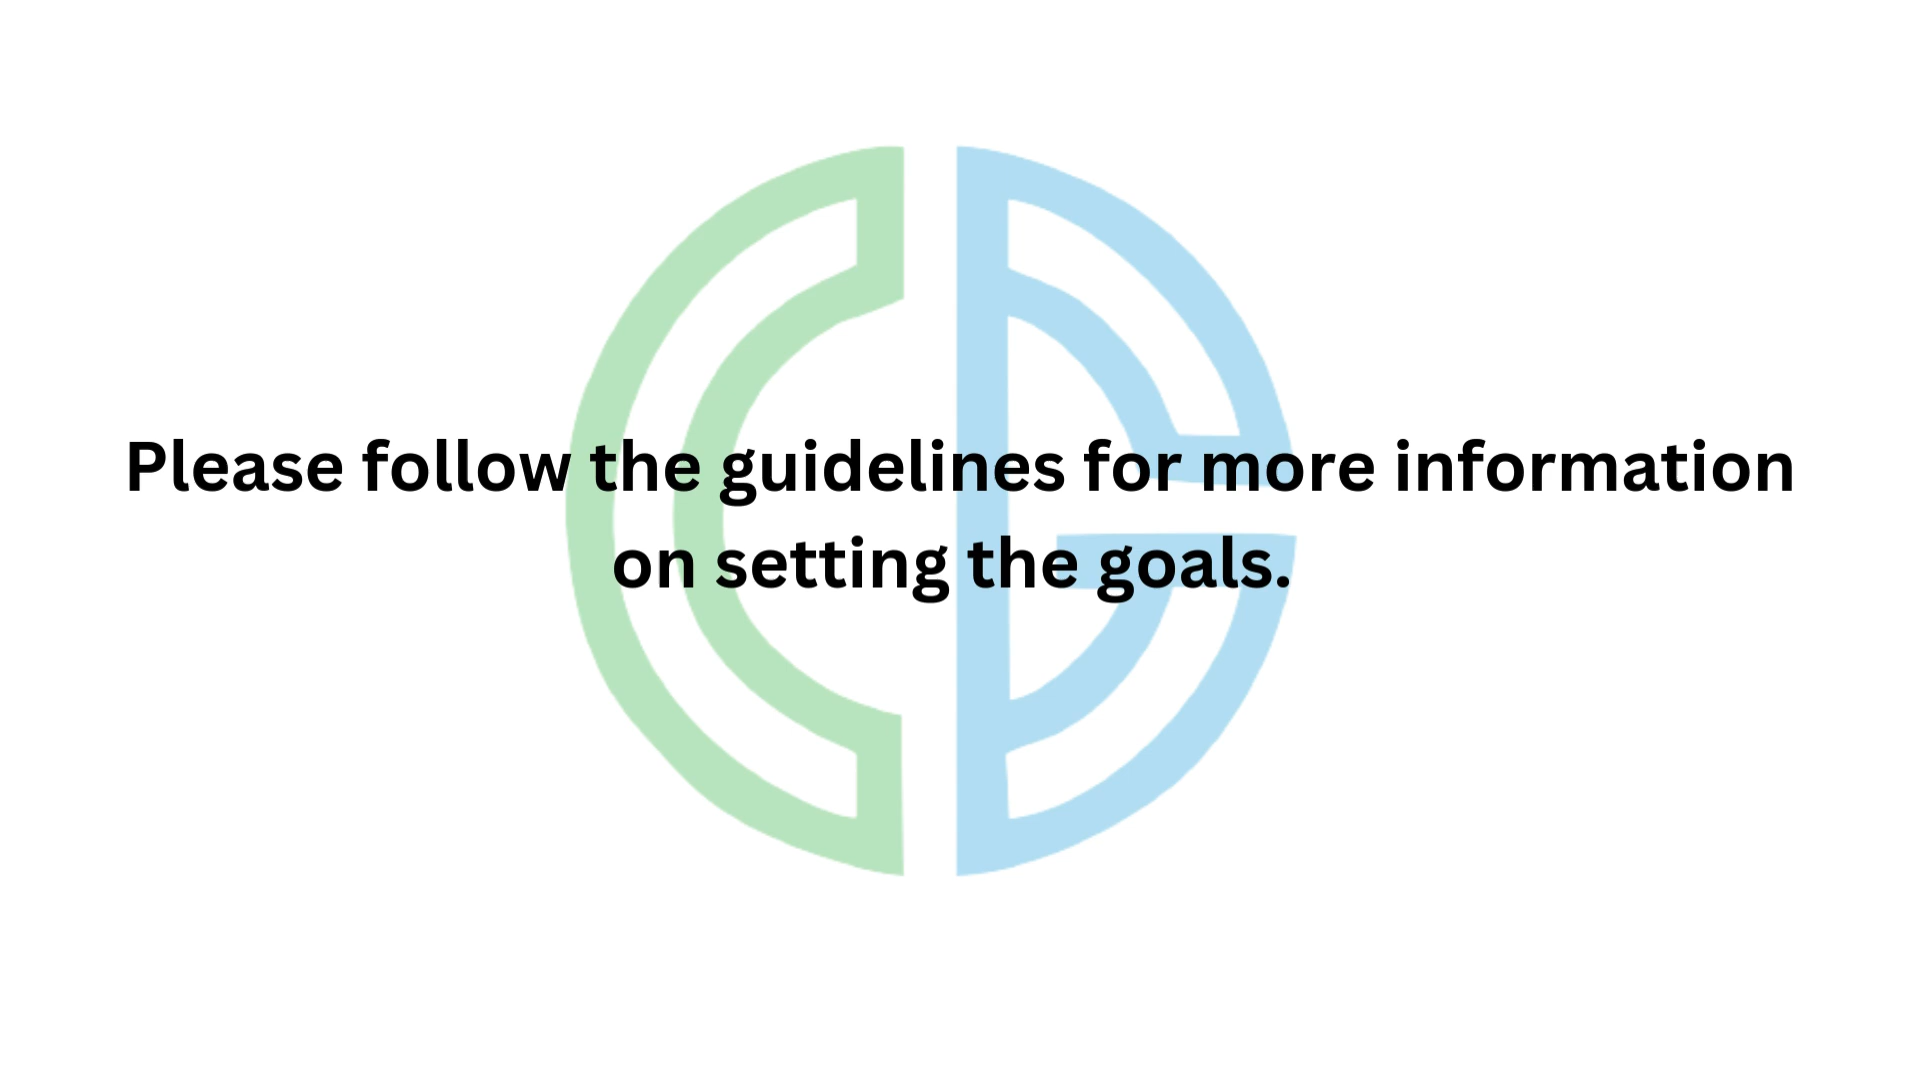 Please follow the guidelines for more information
on setting the goals.